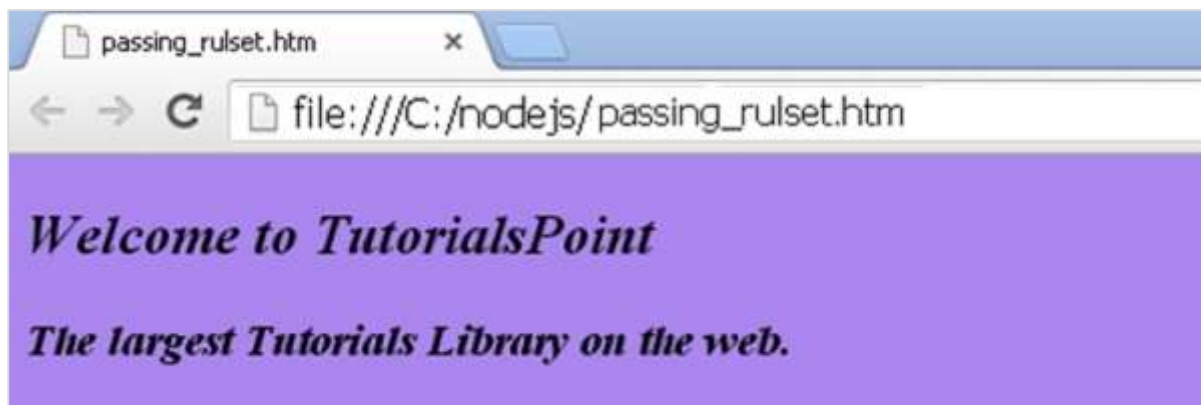 passing_rulset.htm
file:///C:/nodejs/passing_rulset.htm
Welcome to TutorialsPoint
The largest Tutorials Library on the web.